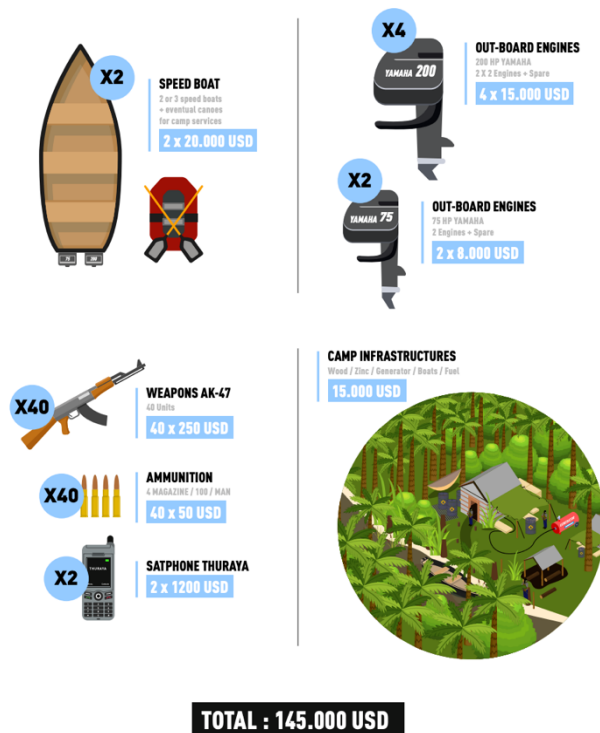 X2
SPEED BOAT
2 or 3 speed boats
+ eventual canoes
for camp services
2 x 20.000 USD
X4
YAMAHA 200
OUT-BOARD ENGINES
200 HP YAMAHA
2 X 2 Engines + Spare
4 x 15.000 USD
X2
YAMAHA 75
OUT-BOARD ENGINES
75 HP YAMAHA
2 Engines + Spare
2 x 8.000 USD
X40
WEAPONS AK-47
40 Units
40 x 250 USD
X40
AMMUNITION
4 MAGAZINE / 100 / MAN
40 x 50 USD
X2
THURAYA
SATPHONE THURAYA
2 x 1200 USD
CAMP INFRASTRUCTURES
Wood / Zinc / Generator / Boats / Fuel
15.000 USD
TOTAL : 145.000 USD